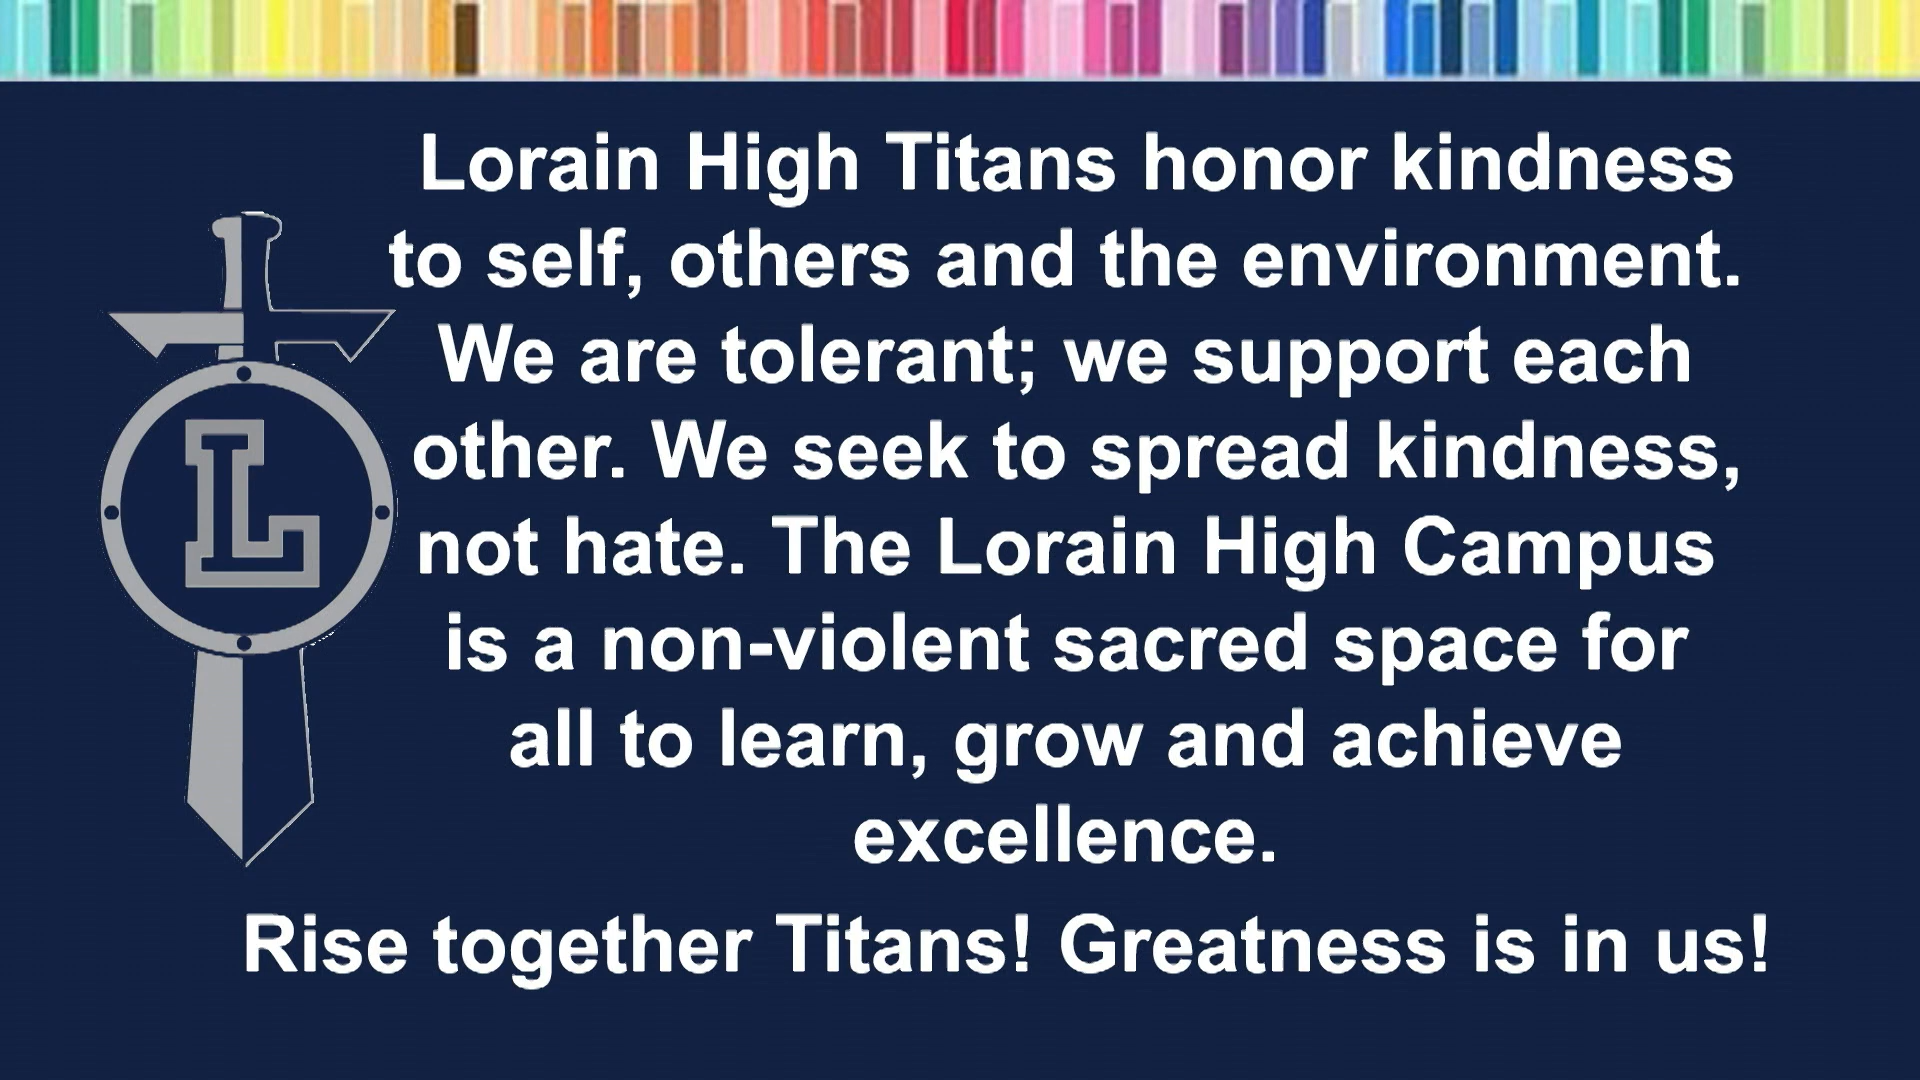 Lorain High Titans honor kindness
to self, others and the environment.
We are tolerant; we support each
other. We seek to spread kindness,
not hate. The Lorain High Campus
is a non-violent sacred space for
all to learn, grow and achieve
excellence.
Rise together Titans! Greatness is in us!
L